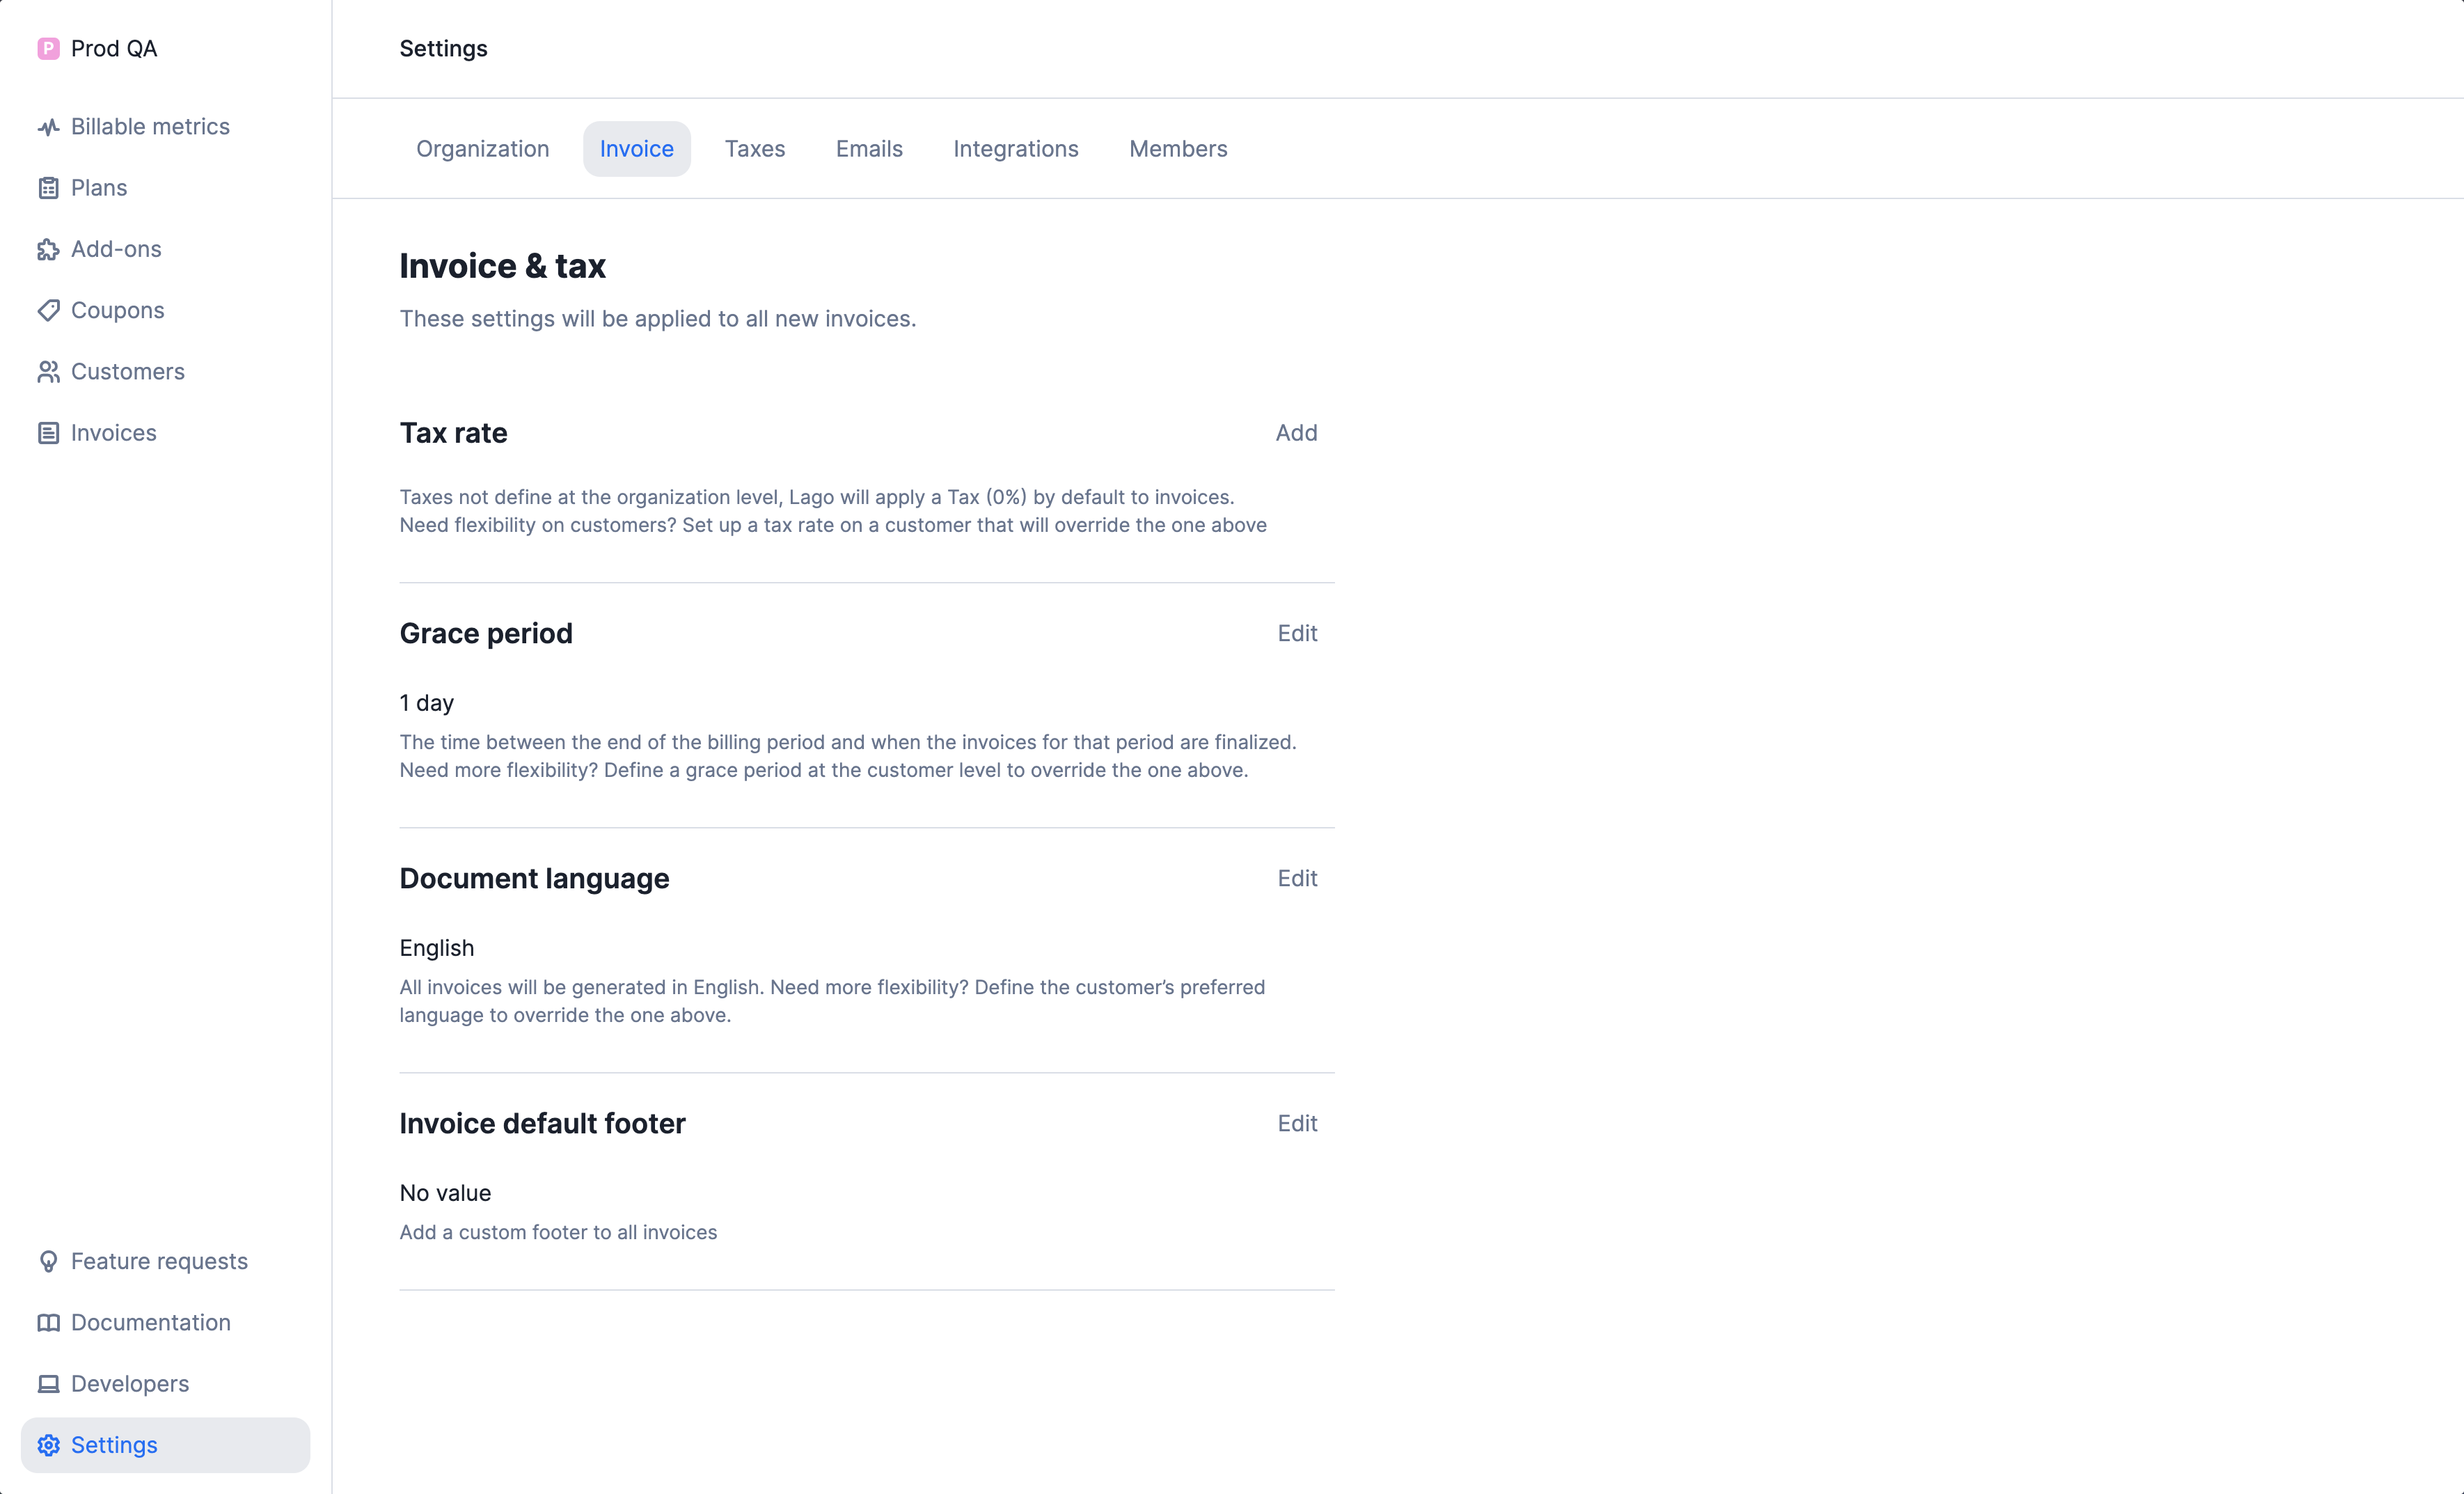 P Prod QA
Billable metrics
Plans
Add-ons
Coupons
Customers
Invoices
Feature requests
Documentation
Developers
Settings
Settings
Organization Invoice Taxes Emails Integrations Members
Invoice & tax
These settings will be applied to all new invoices.
Tax rate Add
Taxes not define at the organization level, Lago will apply a Tax (0%) by default to invoices.
Need flexibility on customers? Set up a tax rate on a customer that will override the one above
Grace period Edit
1 day
The time between the end of the billing period and when the invoices for that period are finalized.
Need more flexibility? Define a grace period at the customer level to override the one above.
Document language Edit
English
All invoices will be generated in English. Need more flexibility? Define the customer’s preferred
language to override the one above.
Invoice default footer Edit
No value
Add a custom footer to all invoices